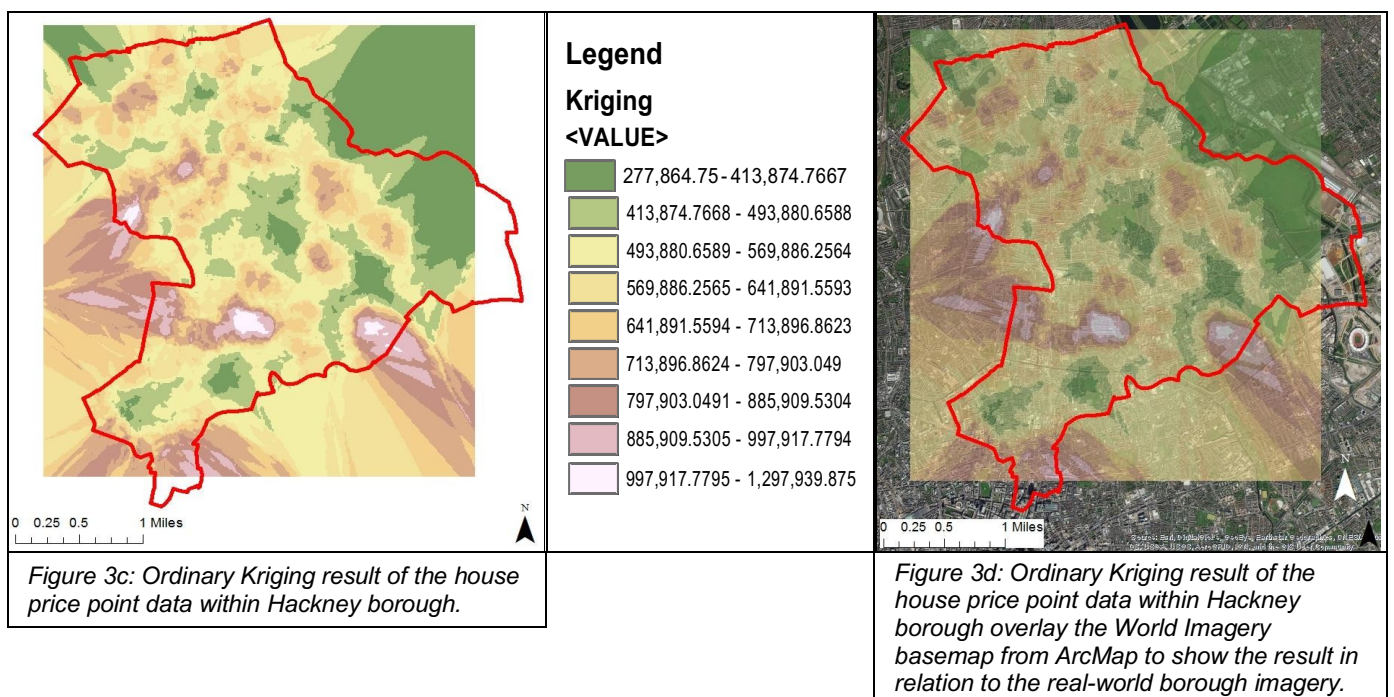 0 0.25 0.5 1 Miles
N
Figure 3c: Ordinary Kriging result of the house
price point data within Hackney borough.
Legend
Kriging
<VALUE>
277,864.75 - 413,874.7667
413,874.7668 - 493,880.6588
493,880.6589 - 569,886.2564
569,886.2565 - 641,891.5593
641,891.5594 - 713,896.8623
713,896.8624 - 797,903.049
797,903.0491 - 885,909.5304
885,909.5305 - 997,917.7794
997,917.7795 - 1,297,939.875
0 0.25 0.5 1 Miles
N
Figure 3d: Ordinary Kriging result of the
house price point data within Hackney
borough overlay the World Imagery
basemap from ArcMap to show the result in
relation to the real-world borough imagery.